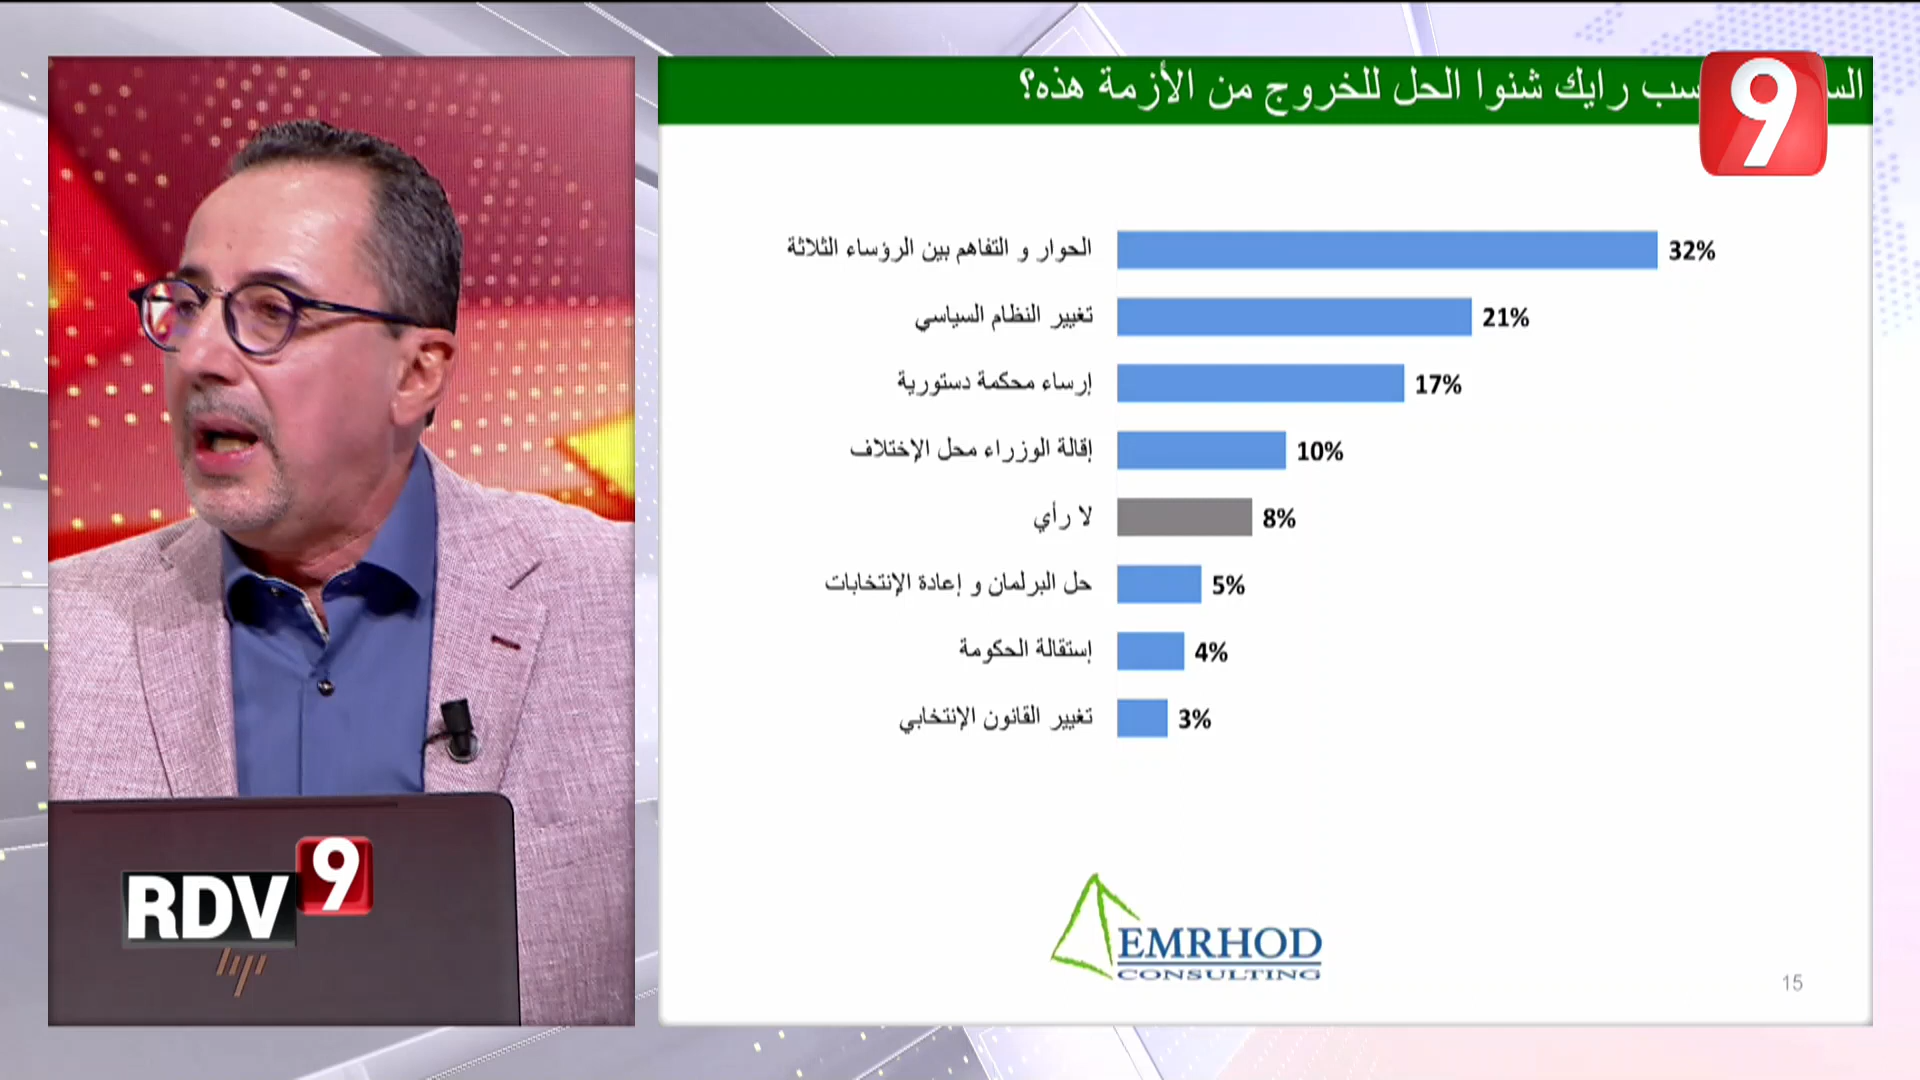 رايك شنوا الحل للخروج من الأزمة هذه؟
9
الحوار و التفاهم بين الرؤساء الثلاثة 32%
تغيير النظام السياسي 21%
إرساء محكمة دستورية 17%
إقالة الوزراء محل الإختلاف 10%
لا رأي 8%
حل البرلمان و إعادة الإنتخابات 5%
إستقالة الحكومة 4%
تغيير القانون الإنتخابي 3%
EMRHOD
CONSULTING
15
RDV 9